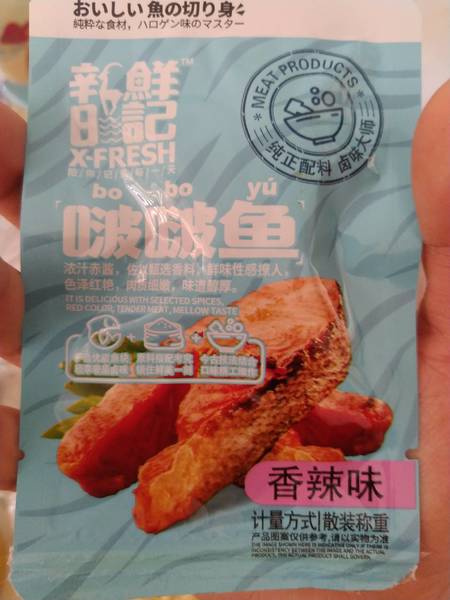 おいしい魚の切り身
純粋な食材，ハロゲン味のマスター
MEAT PRODUCTS
纯正配料 卤味大师
新鮮
日記
TM
X-FRESH
bo bo yú
啵啵鱼
浓汁赤酱，佐以甄选香料，鲜味性感撩人。
色泽红艳，肉质细嫩，味道醇厚。
IT IS DELICIOUS WITH SELECTED SPICES,
RED COLOR, TENDER MEAT, MELLOW TASTE
香辣味
计量方式|散装称重
产品图案仅供参考,请以实物为准
THE IMAGE SHOWN HERE IS INDICATIVE ONLY IF THERE IS
INCONSISTENCY BETWEEN THE IMAGE AND THE ACTUAL
PRODUCT, THE ACTUAL PRODUCT SHALL GOVERN.